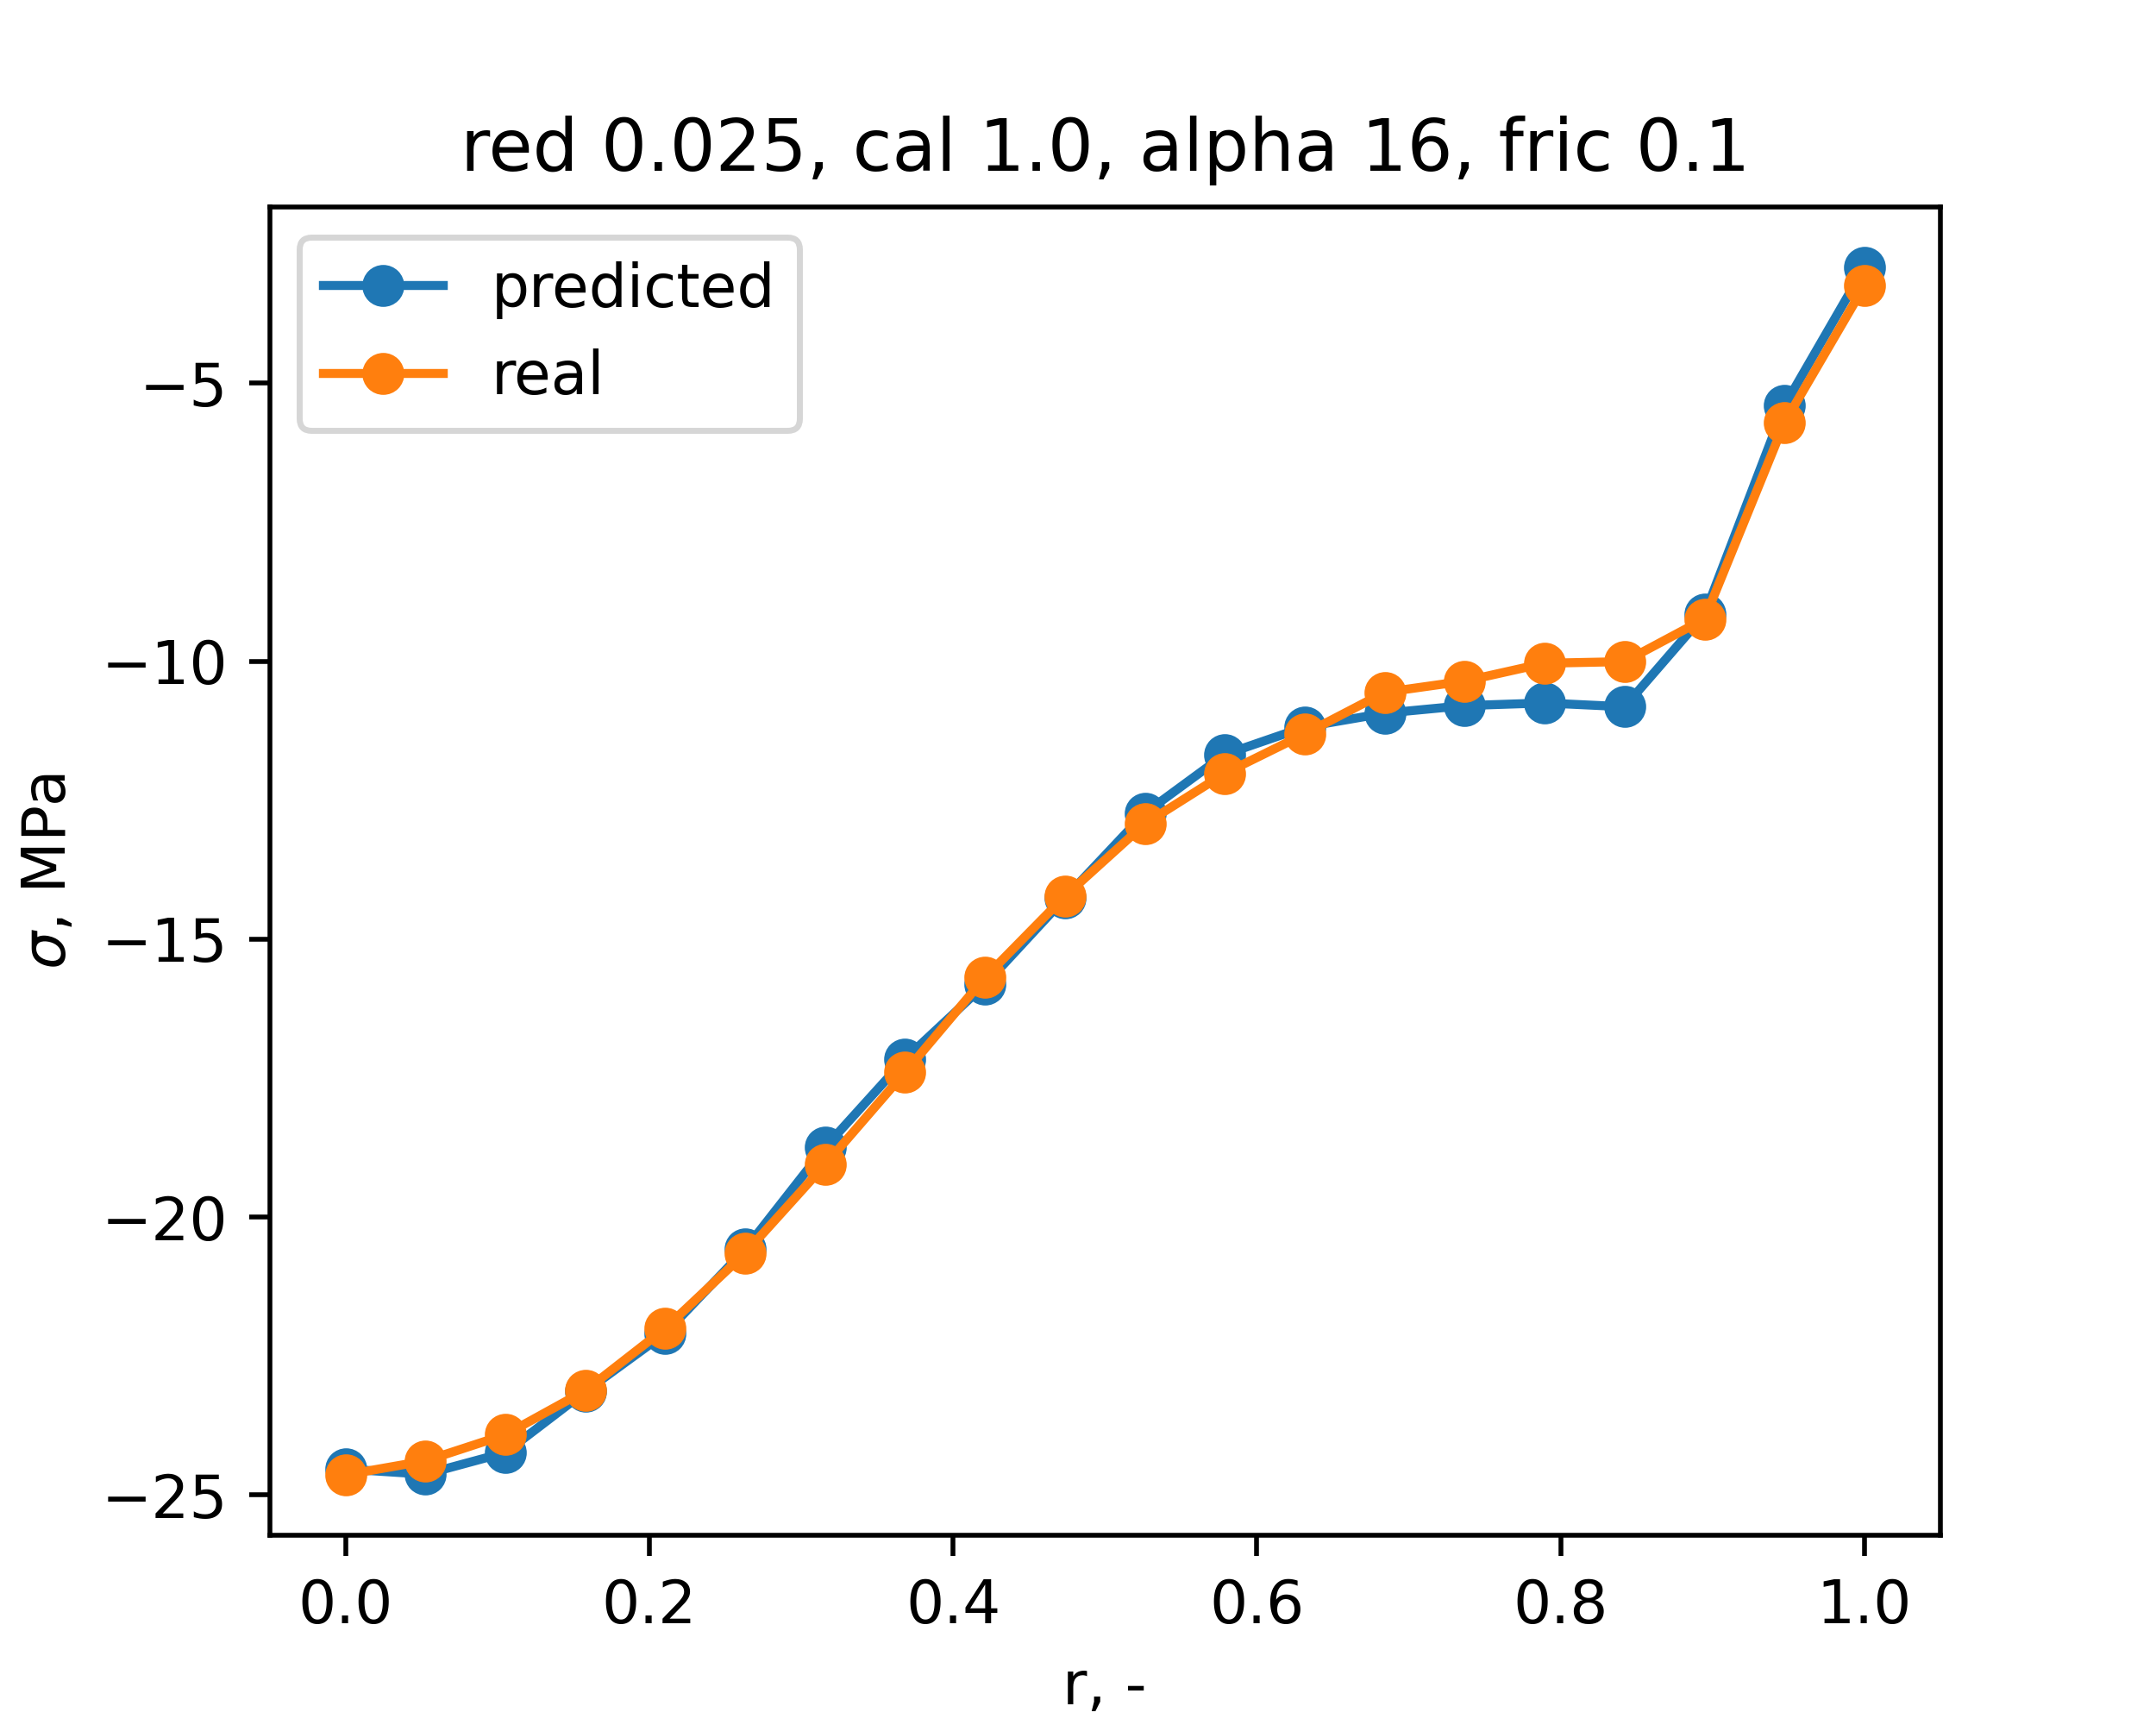 red 0.025, cal 1.0, alpha 16, fric 0.1
predicted
real
−5
−10
−15
−20
−25
σ, MPa
0.0 0.2 0.4 0.6 0.8 1.0
r, -